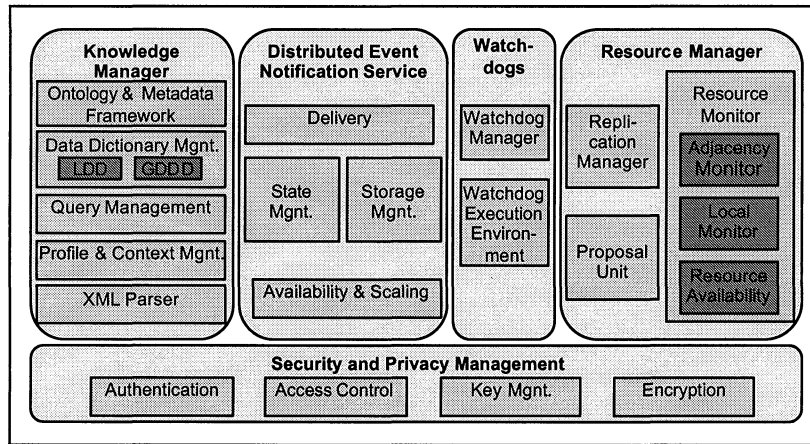 Knowledge
Manager
Ontology & Metadata
Framework
Data Dictionary Mgnt.
LDD
GDDD
Query Management
Profile & Context Mgnt.
XML Parser
Distributed Event
Notification Service
Delivery
State
Mgnt.
Storage
Mgnt.
Availability & Scaling
Watch-
dogs
Watchdog
Manager
Watchdog
Execution
Environ-
ment
Resource Manager
Repli-
cation
Manager
Proposal
Unit
Resource
Monitor
Adjacency
Monitor
Local
Monitor
Resource
Availability
Security and Privacy Management
Authentication
Access Control
Key Mgnt.
Encryption